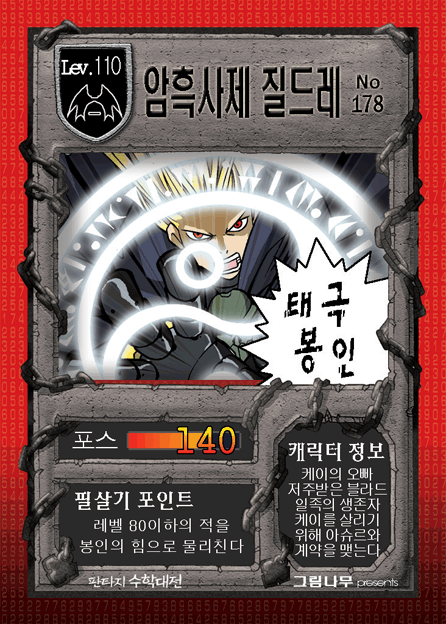 Lev.110
암흑사제 질드레
No.
178
태극
봉인
포스 140
필살기 포인트
레벨 80이하의 적을
봉인의 힘으로 물리친다
캐릭터 정보
케이의 오빠
저주받은 블라드
일족의 생존자
케이를 살리기
위해 아슈르와
계약을 맺는다
판타지 수학대전
그림나무 presents